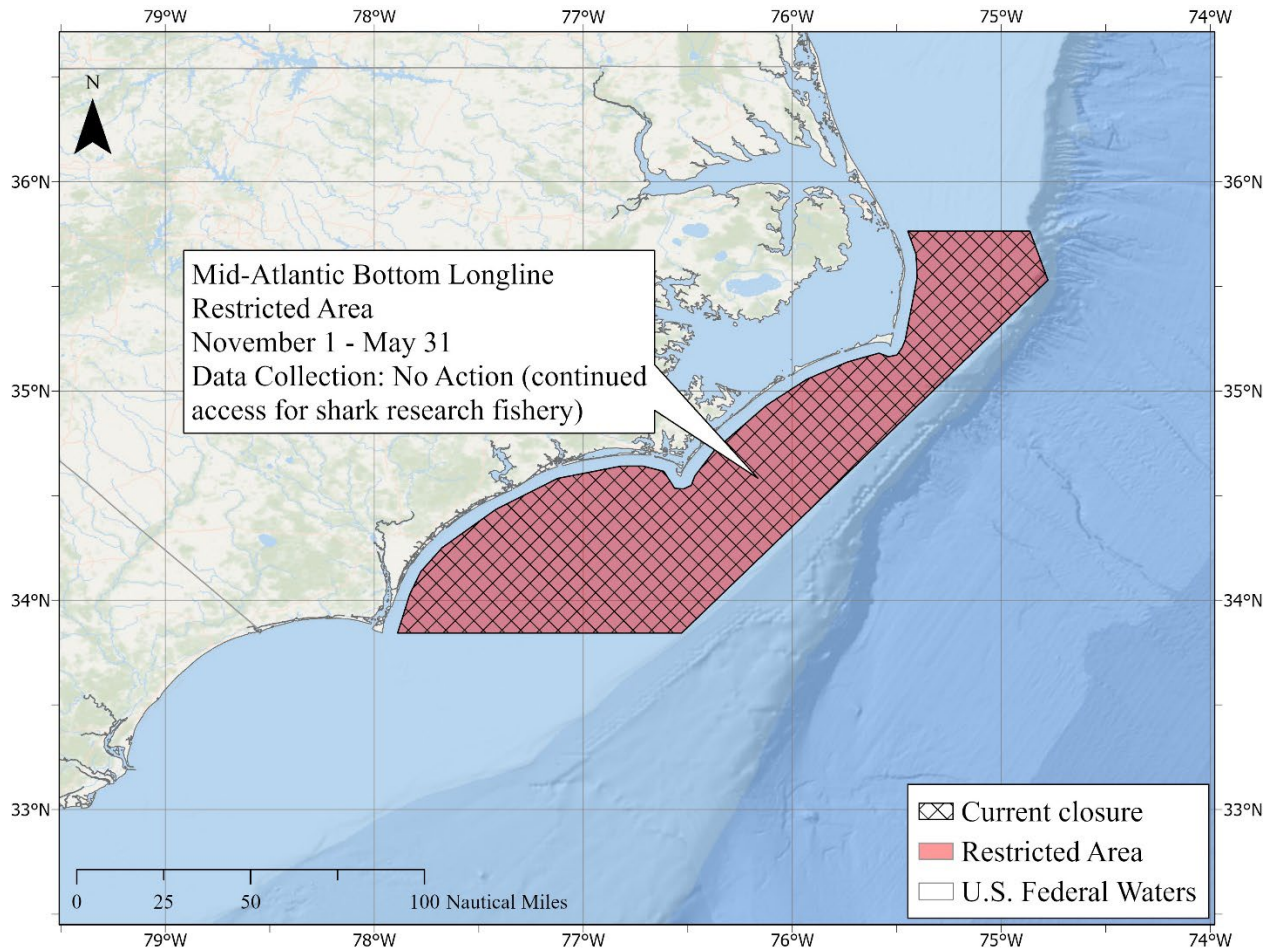 79°W 78°W 77°W 76°W 75°W 74°W
N
36°N 36°N
Mid-Atlantic Bottom Longline
Restricted Area
November 1 - May 31
Data Collection: No Action (continued
access for shark research fishery)
35°N 35°N
34°N 34°N
33°N 33°N
Current closure
Restricted Area
U.S. Federal Waters
0 25 50 100 Nautical Miles
79°W 78°W 77°W 76°W 75°W 74°W